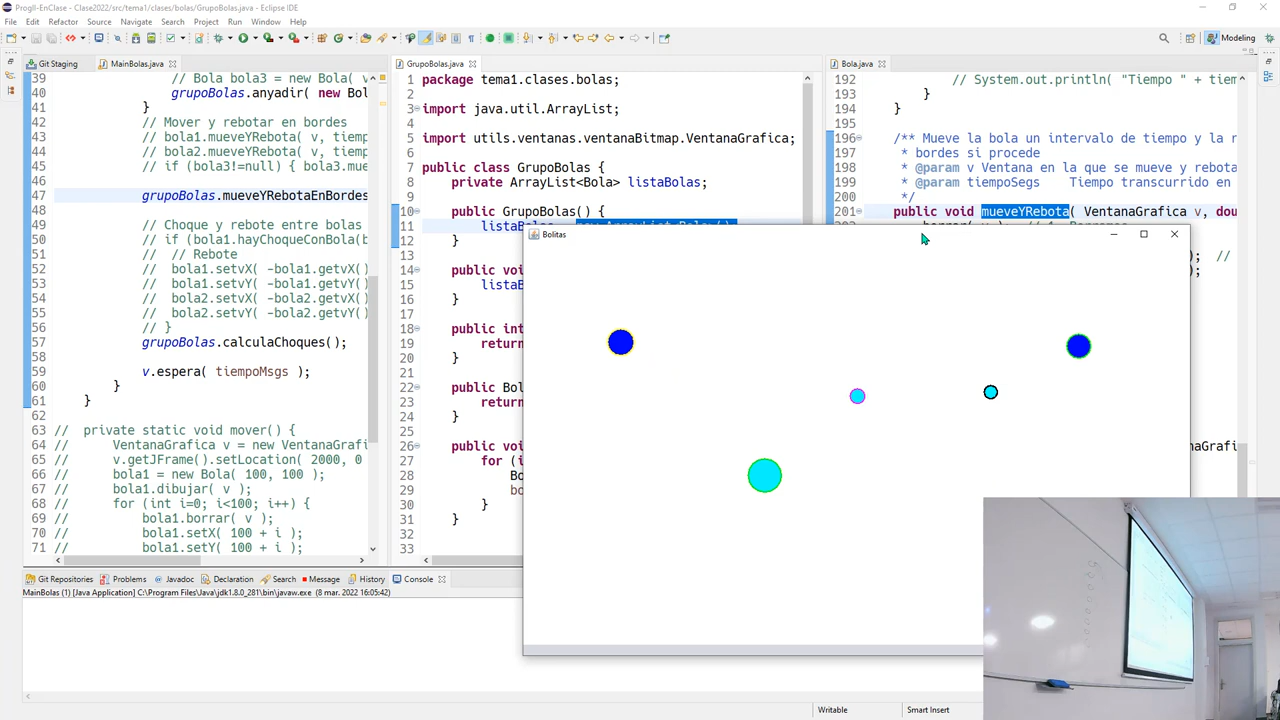 ProgII-EnClase - Clase2022/src/tema1/clases/bolas/GrupoBolas.java - Eclipse IDE
File Edit Refactor Source Navigate Search Project Run Window Help
Modeling
Git Staging MainBolas.java
39 // Bola bola3 = new Bola( v
40 grupoBolas.anyadir( new Bol
41 }
42 // Mover y rebotar en bordes
43 // bola1.mueveYRebota( v, tiemp
44 // bola2.mueveYRebota( v, tiemp
45 // if (bola3!=null) { bola3.mue
46
47 grupoBolas.mueveYRebotaEnBordes
48
49 // Choque y rebote entre bolas
50 // if (bola1.hayChoqueConBola(b
51 // // Rebote
52 // bola1.setvX( -bola1.getvX()
53 // bola1.setvY( -bola1.getvY()
54 // bola2.setvX( -bola2.getvX()
55 // bola2.setvY( -bola2.getvY()
56 // }
57 grupoBolas.calculaChoques();
58
59 v.espera( tiempoMsgs );
60 }
61 }
62
63 // private static void mover() {
64 // VentanaGrafica v = new VentanaGrafi
65 // v.getJFrame().setLocation( 2000, 0
66 // bola1 = new Bola( 100, 100 );
67 // bola1.dibujar( v );
68 // for (int i=0; i<100; i++) {
69 // bola1.borrar( v );
70 // bola1.setX( 100 + i );
71 // bola1.setY( 100 + i );
GrupoBolas.java
1 package tema1.clases.bolas;
2
3 import java.util.ArrayList;
4
5 import utils.ventanas.ventanaBitmap.VentanaGrafica;
6
7 public class GrupoBolas {
8 private ArrayList<Bola> listaBolas;
9
10 public GrupoBolas() {
11 listaBolas
12 }
13
14 public vo
15 listaB
16 }
17
18 public int
19 return
20 }
21
22 public Bo
23 return
24 }
25
26 public vo
27 for (i
28 Bo
29 bo
30 }
31 }
32
33
Bola.java
192 // System.out.println( "Tiempo " + tiem
193 }
194 }
195
196 /** Mueve la bola un intervalo de tiempo y la r
197 * bordes si procede
198 * @param v Ventana en la que se mueve y rebota
199 * @param tiempoSegs Tiempo transcurrido en
200 */
201 public void mueveYRebota( VentanaGrafica v, dou
); //
);
naGrafi
Bolitas
Git Repositories Problems Javadoc Declaration Search Message History Console
MainBolas (1) [Java Application] C:\Program Files\Java\jdk1.8.0_281\bin\javaw.exe (8 mar. 2022 16:05:42)
Writable Smart Insert